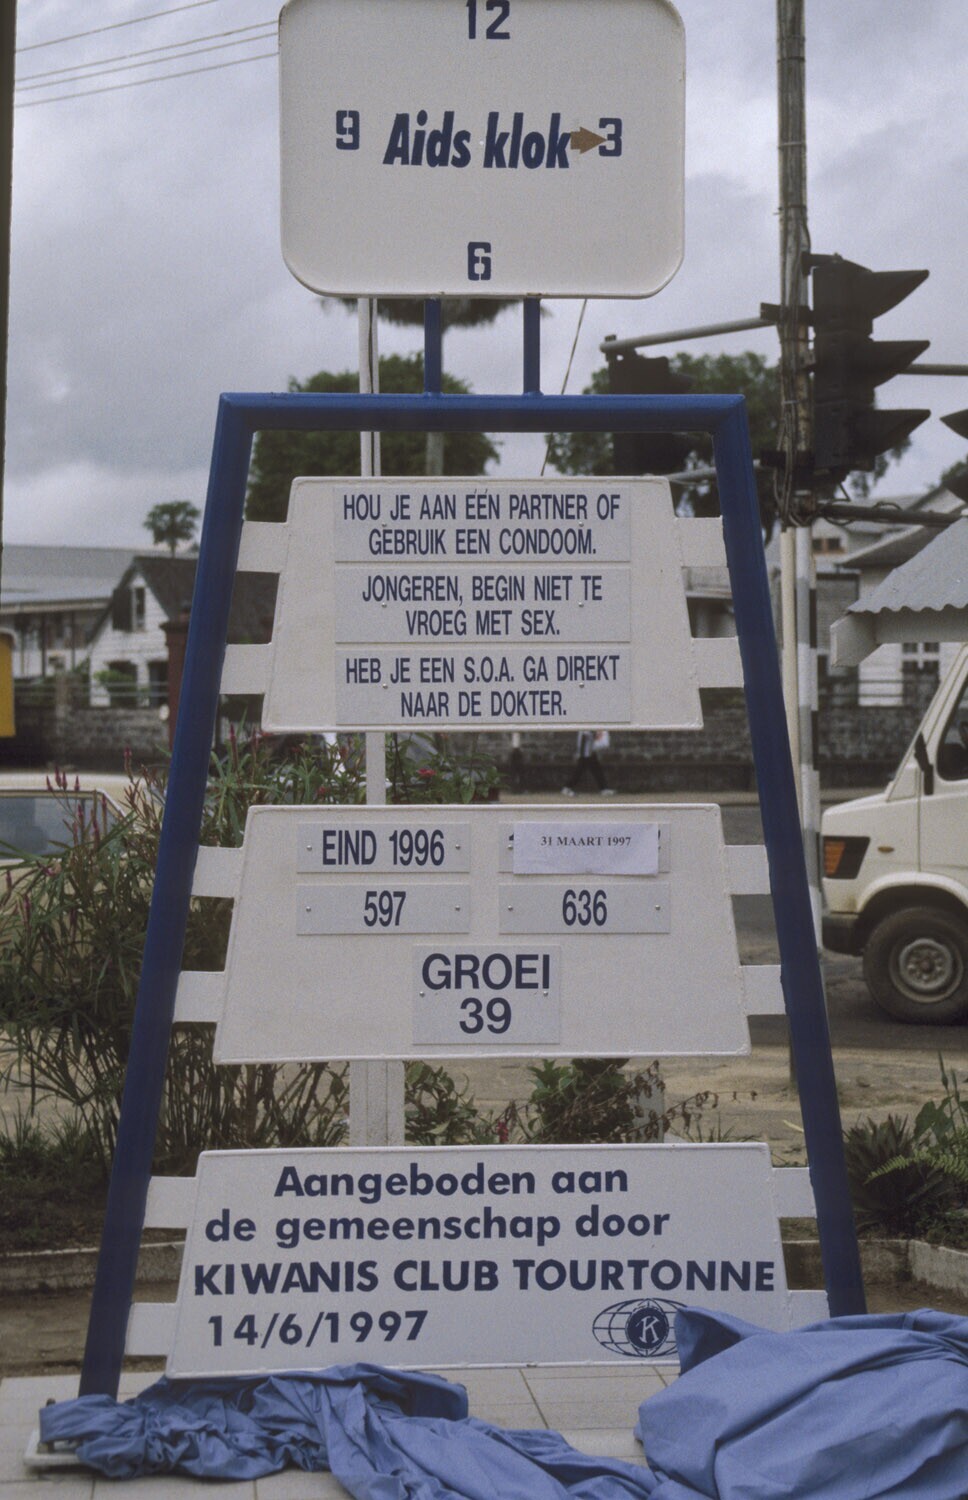 12
9 Aids klok 3
6
HOU JE AAN EÉN PARTNER OF
GEBRUIK EEN CONDOOM.
JONGEREN, BEGIN NIET TE
VROEG MET SEX.
HEB JE EEN S.O.A. GA DIREKT
NAAR DE DOKTER.
EIND 1996 31 MAART 1997
597 636
GROEI
39
Aangeboden aan
de gemeenschap door
KIWANIS CLUB TOURTONNE
14/6/1997
K